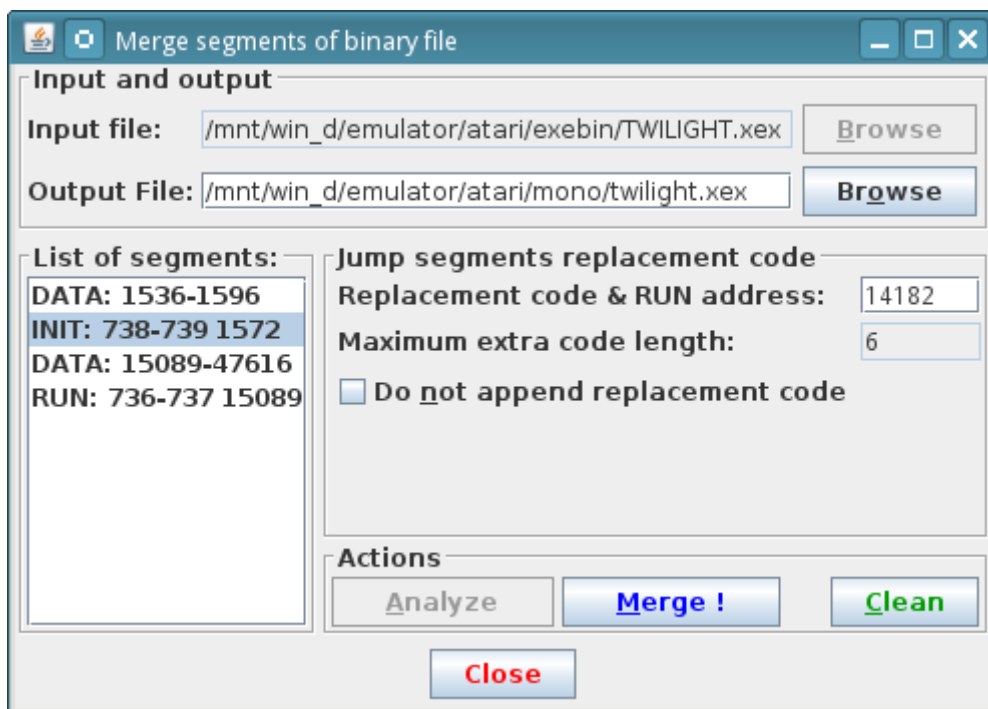 Merge segments of binary file
Input and output
Input file: /mnt/win_d/emulator/atari/exebin/TWILIGHT.xex Browse
Output File: /mnt/win_d/emulator/atari/mono/twilight.xex Browse
List of segments:
DATA: 1536-1596
INIT: 738-739 1572
DATA: 15089-47616
RUN: 736-737 15089
Jump segments replacement code
Replacement code & RUN address: 14182
Maximum extra code length: 6
Do not append replacement code
Actions
Analyze Merge ! Clean
Close